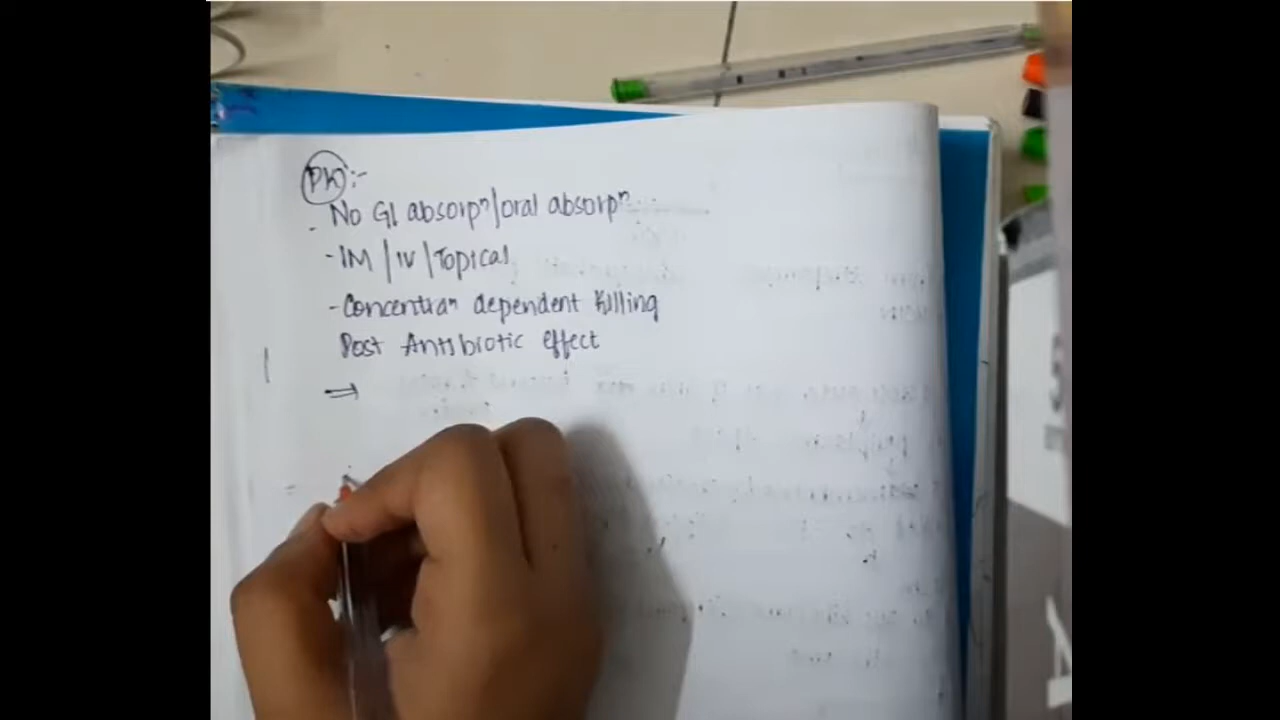 PK :-
- No GI absorpⁿ/oral absorpⁿ
- IM / IV / Topical
- Concentraⁿ dependent killing
Post Antibiotic effect
⇒